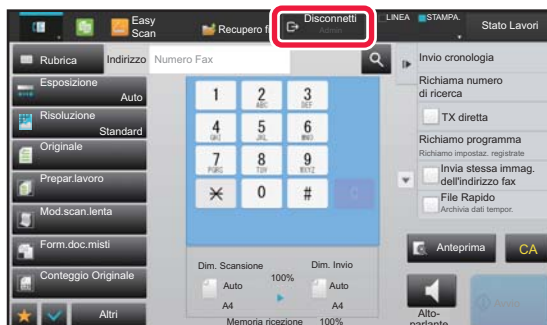 Easy
Scan
Recupero f
Disconnetti
Admin
LINEA
STAMPA.
Stato Lavori
Rubrica
Indirizzo
Numero Fax
Invio cronologia
Esposizione
Auto
Richiama numero
di ricerca
Risoluzione
Standard
TX diretta
Originale
Richiamo programma
Richiamo impostaz. registrate
Prepar.lavoro
Invia stessa immag.
dell'indirizzo fax
Mod.scan.lenta
File Rapido
Archivia dati tempor.
Form.doc.misti
Anteprima
CA
Conteggio Originale
1
2
ABC
3
DEF
4
GHI
5
JKL
6
MNO
7
PQRS
8
TUV
9
WXYZ
0
#
C
Dim. Scansione
100%
Dim. Invio
Auto
A4
Auto
A4
Altri
Memoria ricezione 100%
Alto-
parlante
Avvio